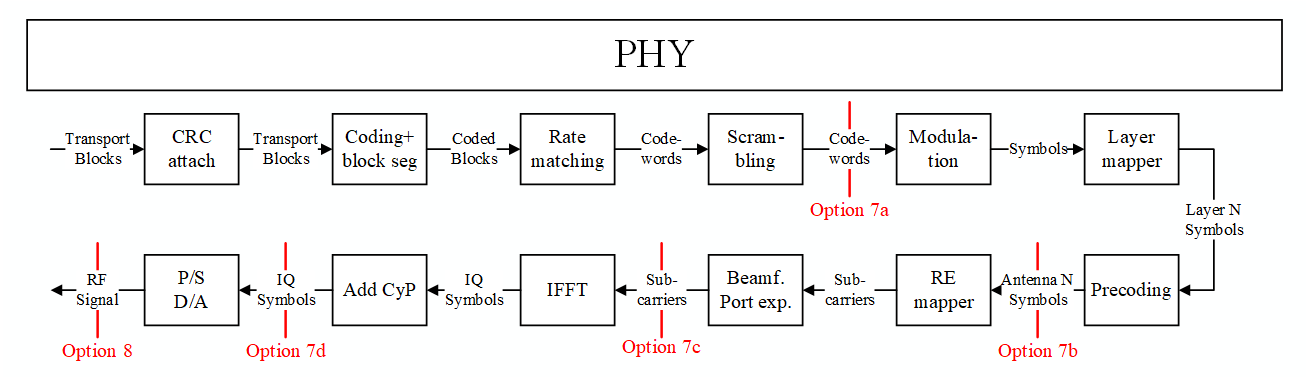 PHY
Transport
Blocks
CRC
attach
Transport
Blocks
Coding+
block seg
Coded
Blocks
Rate
matching
Code-
words
Scram-
bling
Code-
words
Option 7a
Modula-
tion
Symbols
Layer
mapper
Layer N
Symbols
Precoding
Antenna N
Symbols
Option 7b
RE
mapper
Sub-
carriers
Beamf.
Port exp.
Sub-
carriers
Option 7c
IFFT
IQ
Symbols
Add CyP
IQ
Symbols
Option 7d
P/S
D/A
RF
Signal
Option 8